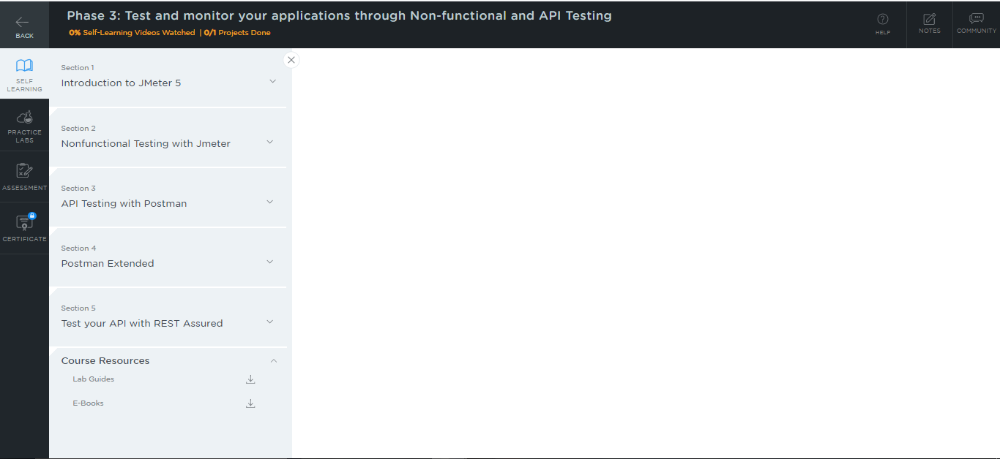 BACK
Phase 3: Test and monitor your applications through Non-functional and API Testing
0% Self-Learning Videos Watched | 0/1 Projects Done
HELP
NOTES
COMMUNITY
SELF
LEARNING
PRACTICE
LABS
ASSESSMENT
CERTIFICATE
Section 1
Introduction to JMeter 5
Section 2
Nonfunctional Testing with Jmeter
Section 3
API Testing with Postman
Section 4
Postman Extended
Section 5
Test your API with REST Assured
Course Resources
Lab Guides
E-Books